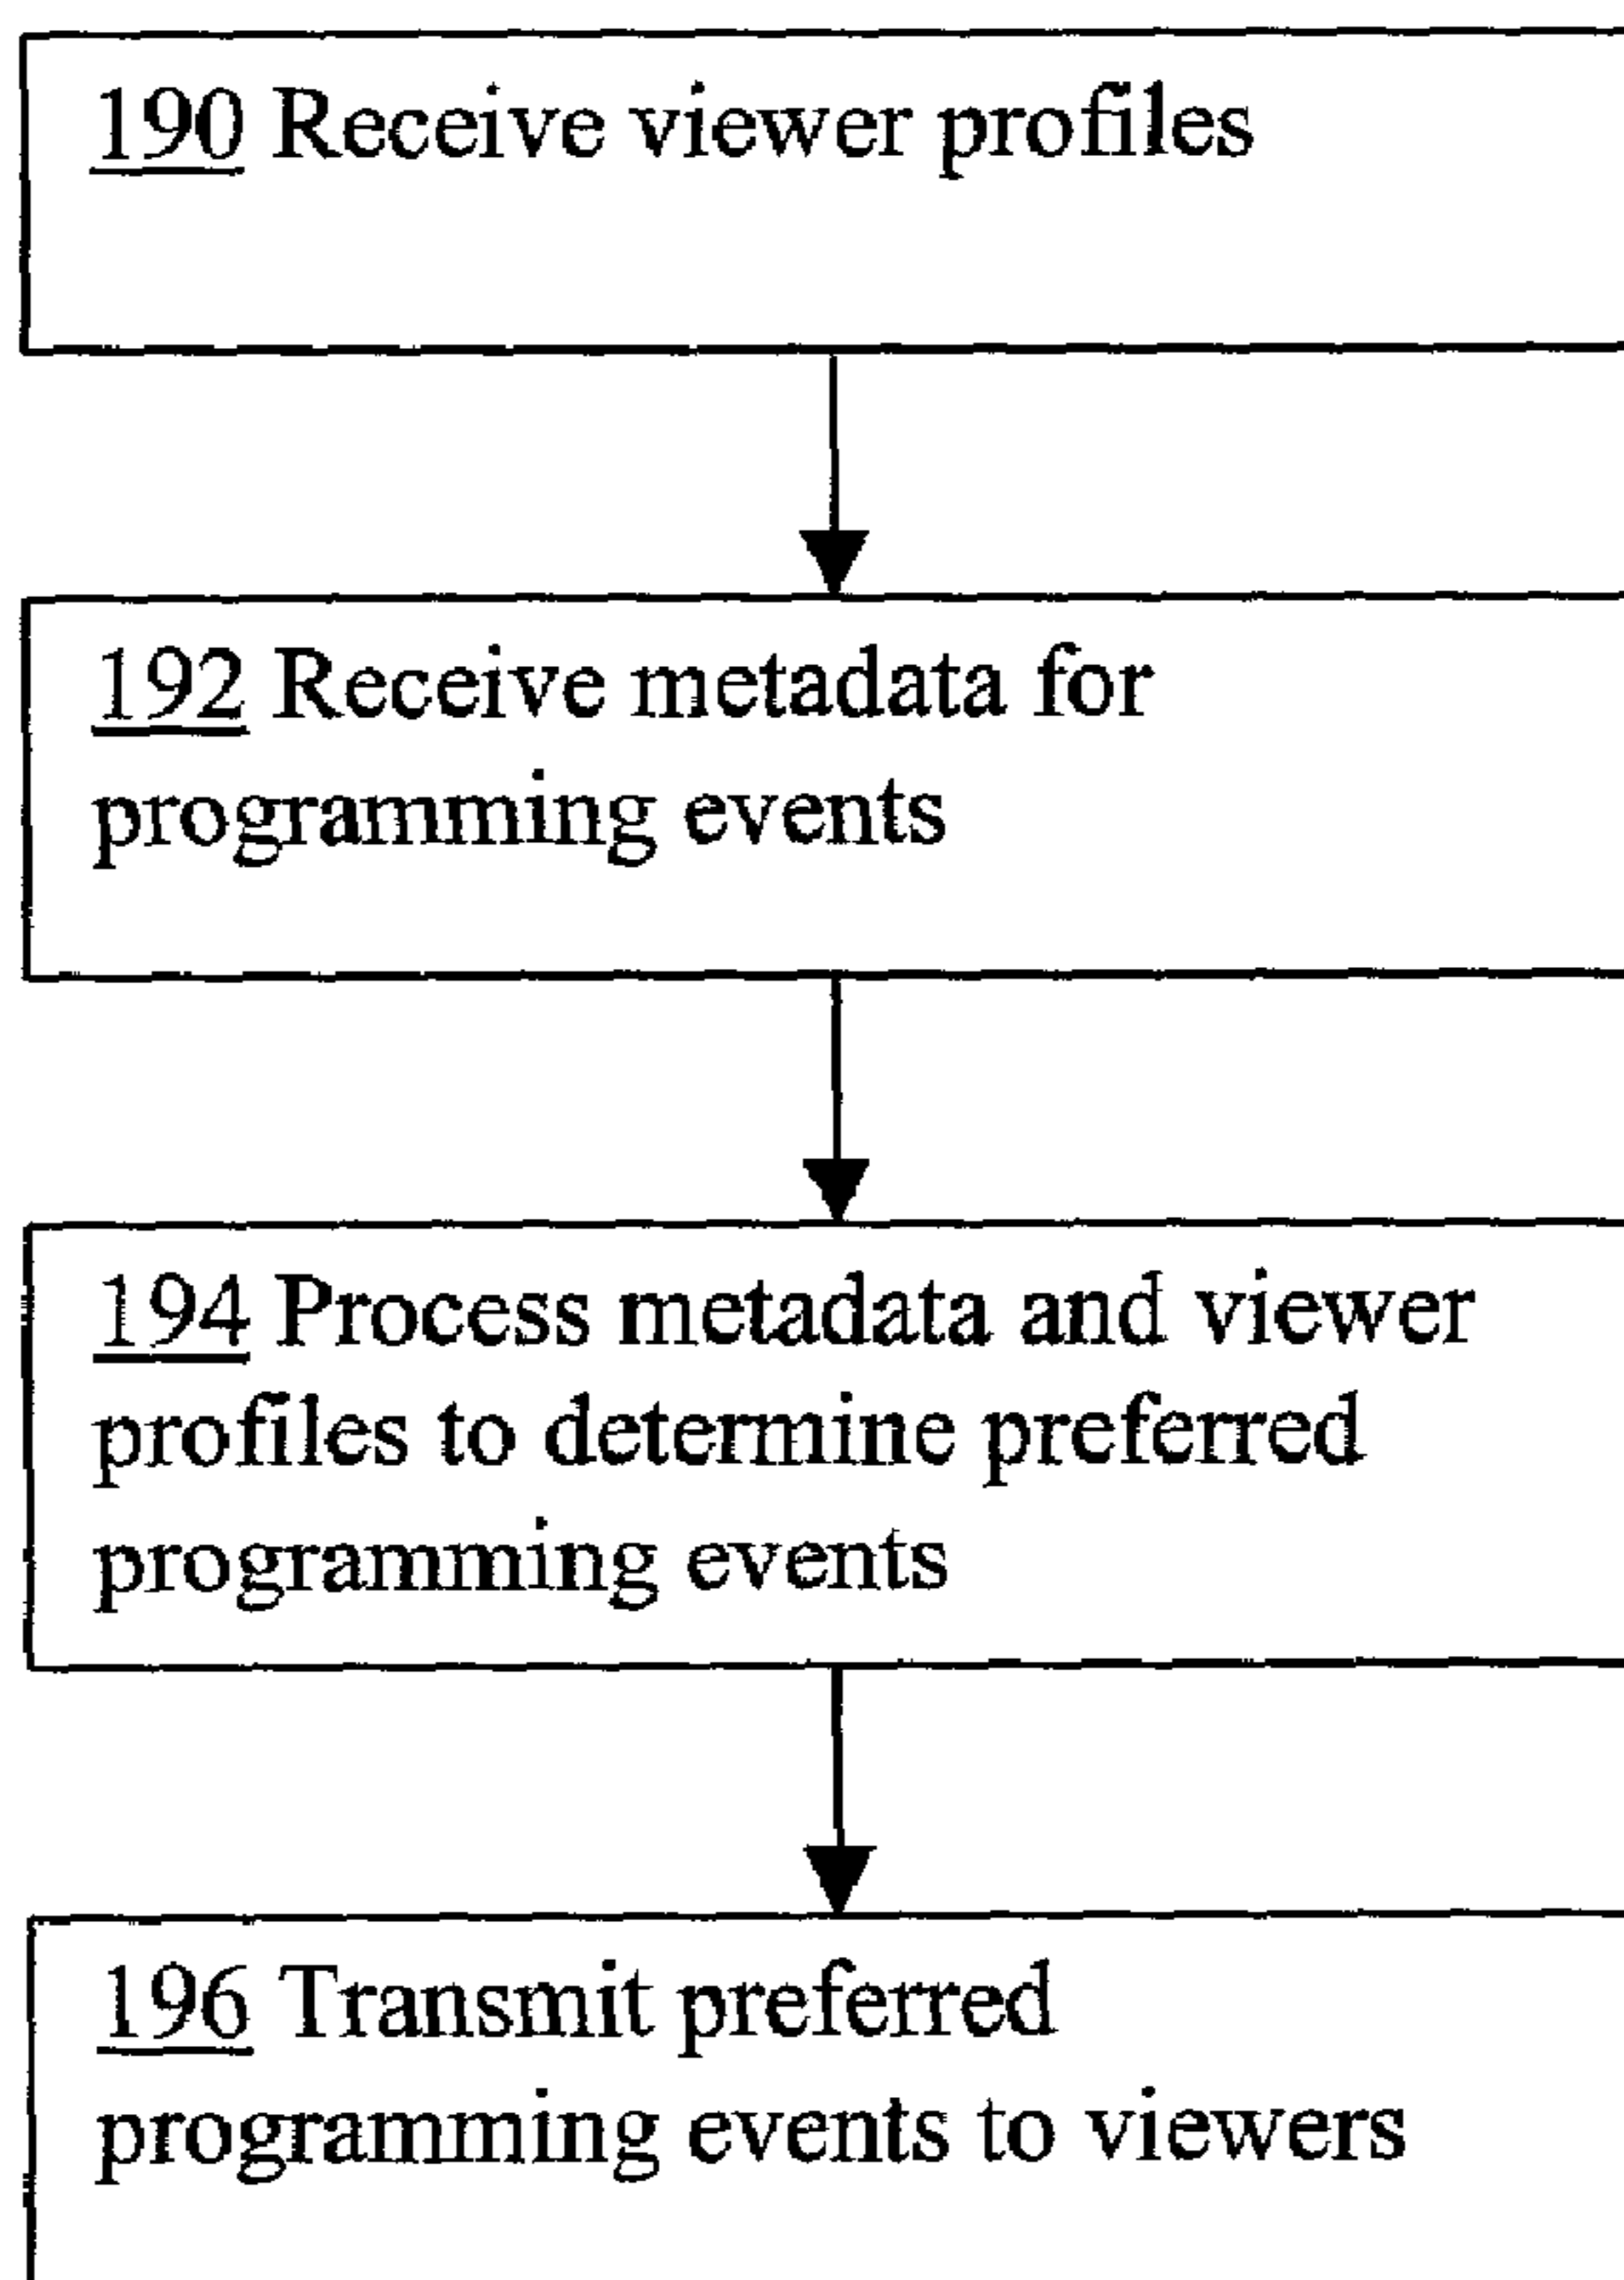 190 Receive viewer profiles
192 Receive metadata for
programming events
194 Process metadata and viewer
profiles to determine preferred
programming events
196 Transmit preferred
programming events to viewers